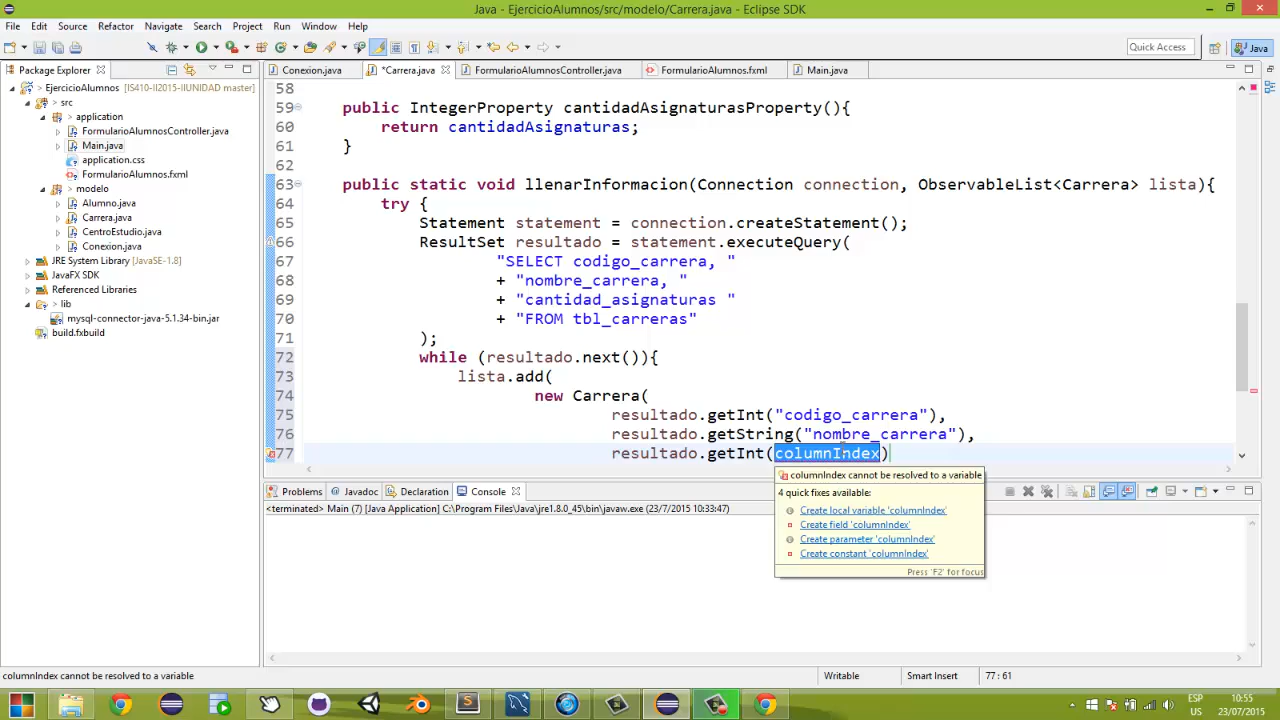 Java - EjercicioAlumnos/src/modelo/Carrera.java - Eclipse SDK
File Edit Source Refactor Navigate Search Project Run Window Help
Quick Access
Java
Package Explorer
Conexion.java
*Carrera.java
FormularioAlumnosController.java
FormularioAlumnos.fxml
Main.java
EjercicioAlumnos [IS410-II2015-IIUNIDAD master]
> src
> application
FormularioAlumnosController.java
Main.java
application.css
FormularioAlumnos.fxml
> modelo
Alumno.java
Carrera.java
CentroEstudio.java
Conexion.java
JRE System Library [JavaSE-1.8]
JavaFX SDK
Referenced Libraries
> lib
mysql-connector-java-5.1.34-bin.jar
build.fxbuild
58
59 public IntegerProperty cantidadAsignaturasProperty(){
60 return cantidadAsignaturas;
61 }
62
63 public static void llenarInformacion(Connection connection, ObservableList<Carrera> lista){
64 try {
65 Statement statement = connection.createStatement();
66 ResultSet resultado = statement.executeQuery(
67 "SELECT codigo_carrera, "
68 + "nombre_carrera, "
69 + "cantidad_asignaturas "
70 + "FROM tbl_carreras"
71 );
72 while (resultado.next()){
73 lista.add(
74 new Carrera(
75 resultado.getInt("codigo_carrera"),
76 resultado.getString("nombre_carrera"),
77 resultado.getInt(columnIndex)
columnIndex cannot be resolved to a variable
4 quick fixes available:
Create local variable 'columnIndex'
Create field 'columnIndex'
Create parameter 'columnIndex'
Create constant 'columnIndex'
Press 'F2' for focus
Problems Javadoc Declaration Console
<terminated> Main (7) [Java Application] C:\Program Files\Java\jre1.8.0_45\bin\javaw.exe (23/7/2015 10:33:47)
columnIndex cannot be resolved to a variable
Writable
Smart Insert
77 : 61
ESP
US
10:55
23/07/2015